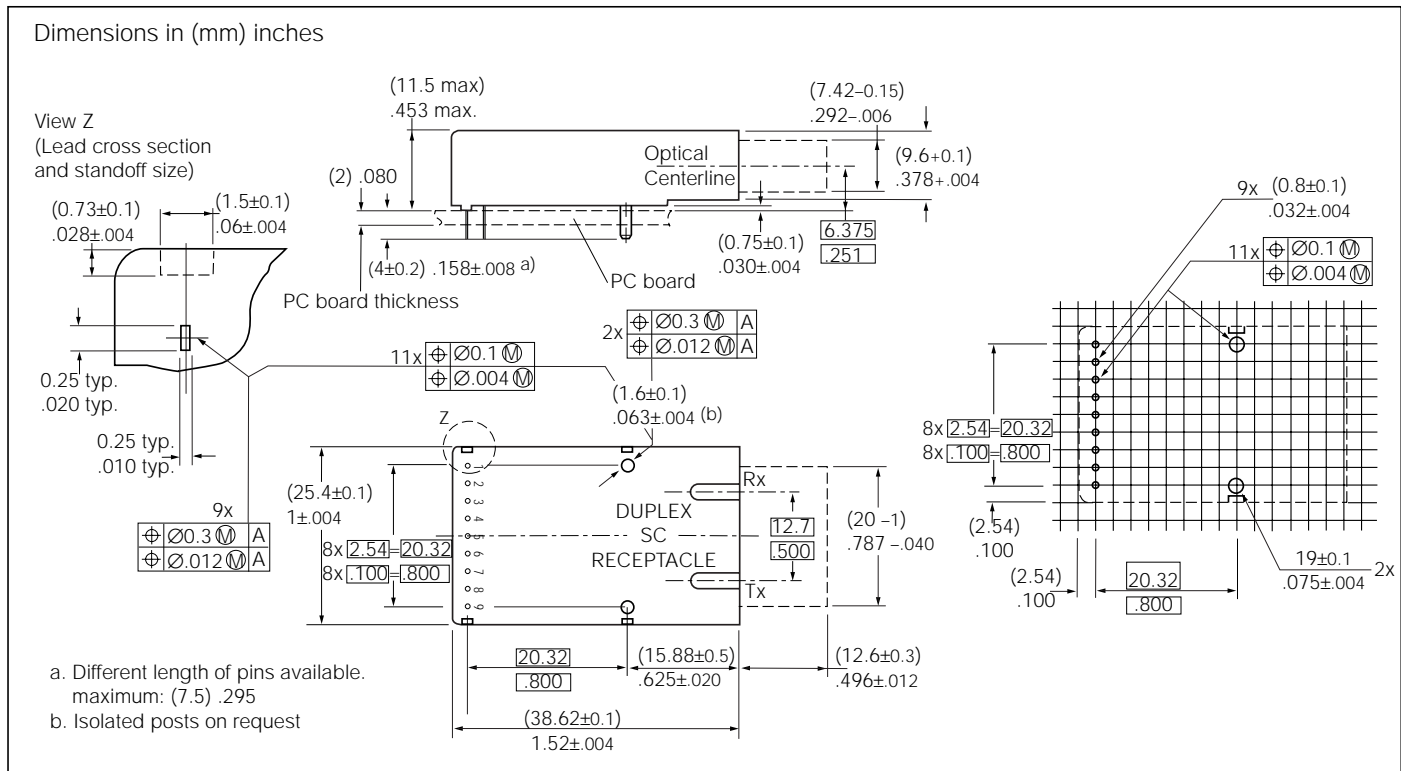 Dimensions in (mm) inches
View Z
(Lead cross section
and standoff size)
(0.73±0.1)
.028±.004
(1.5±0.1)
.06±.004
0.25 typ.
.020 typ.
0.25 typ.
.010 typ.
9x
⌖ Ø0.3 Ⓜ A
⌖ Ø.012 Ⓜ A
(11.5 max)
.453 max.
(2) .080
(4±0.2) .158±.008 a)
PC board thickness
PC board
Optical
Centerline
(7.42–0.15)
.292–.006
(9.6+0.1)
.378+.004
(0.75±0.1)
.030±.004
6.375
.251
2x
⌖ Ø0.3 Ⓜ A
⌖ Ø.012 Ⓜ A
11x
⌖ Ø0.1 Ⓜ
⌖ Ø.004 Ⓜ
(1.6±0.1)
.063±.004 (b)
Z
1
2
3
4
5
6
7
8
9
(25.4±0.1)
1±.004
8x 2.54=20.32
8x .100=.800
DUPLEX
SC
RECEPTACLE
Rx
Tx
12.7
.500
(20 –1)
.787 -.040
20.32
.800
(15.88±0.5)
.625±.020
(12.6±0.3)
.496±.012
(38.62±0.1)
1.52±.004
9x (0.8±0.1)
.032±.004
11x
⌖ Ø0.1 Ⓜ
⌖ Ø.004 Ⓜ
8x 2.54=20.32
8x .100=.800
(2.54)
.100
(2.54)
.100
20.32
.800
19±0.1
.075±.004
2x
a. Different length of pins available.
maximum: (7.5) .295
b. Isolated posts on request